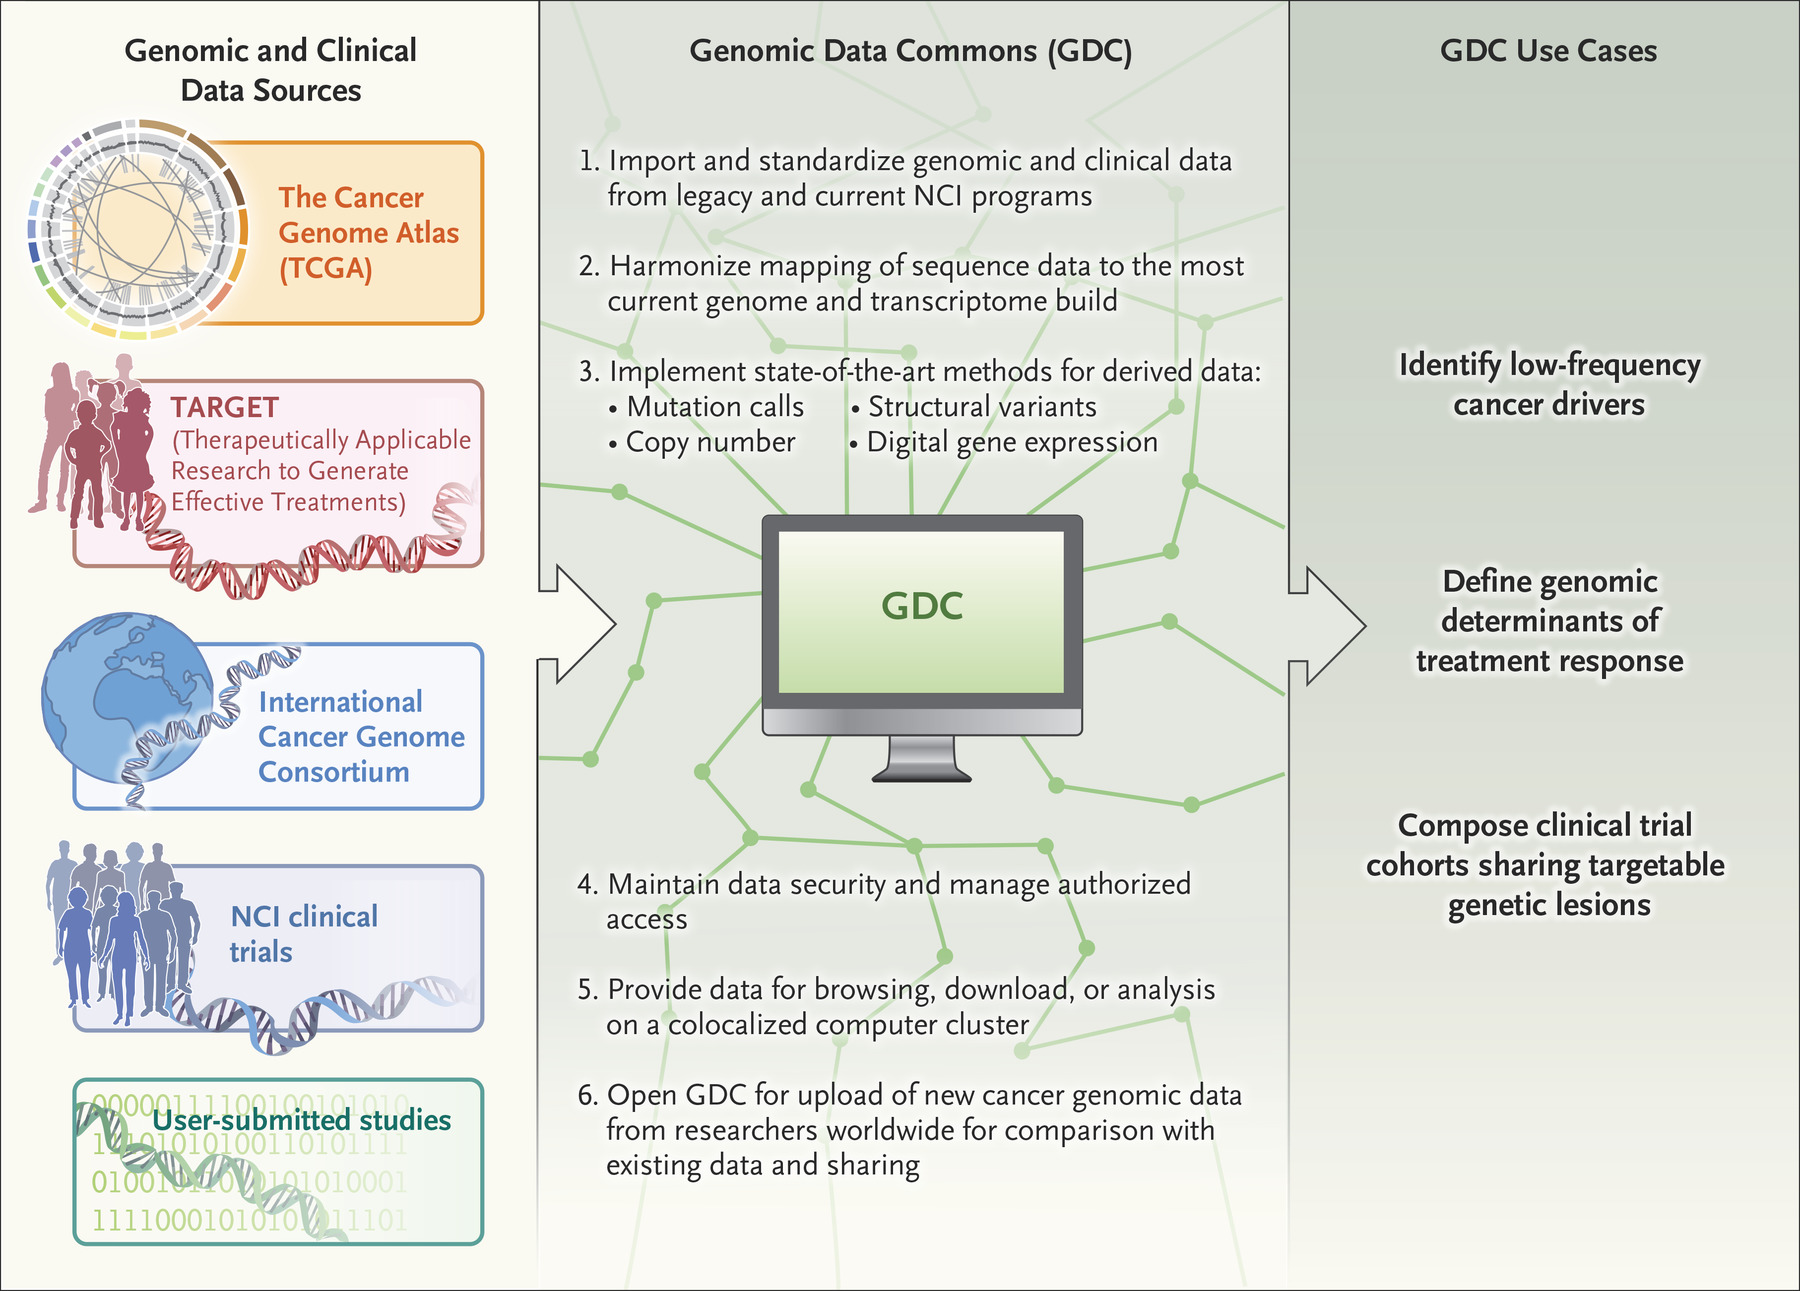 Genomic and Clinical
Data Sources
The Cancer
Genome Atlas
(TCGA)
TARGET
(Therapeutically Applicable
Research to Generate
Effective Treatments)
International
Cancer Genome
Consortium
NCI clinical
trials
User-submitted studies
Genomic Data Commons (GDC)
1. Import and standardize genomic and clinical data
from legacy and current NCI programs
2. Harmonize mapping of sequence data to the most
current genome and transcriptome build
3. Implement state-of-the-art methods for derived data:
• Mutation calls • Structural variants
• Copy number • Digital gene expression
GDC
4. Maintain data security and manage authorized
access
5. Provide data for browsing, download, or analysis
on a colocalized computer cluster
6. Open GDC for upload of new cancer genomic data
from researchers worldwide for comparison with
existing data and sharing
GDC Use Cases
Identify low-frequency
cancer drivers
Define genomic
determinants of
treatment response
Compose clinical trial
cohorts sharing targetable
genetic lesions